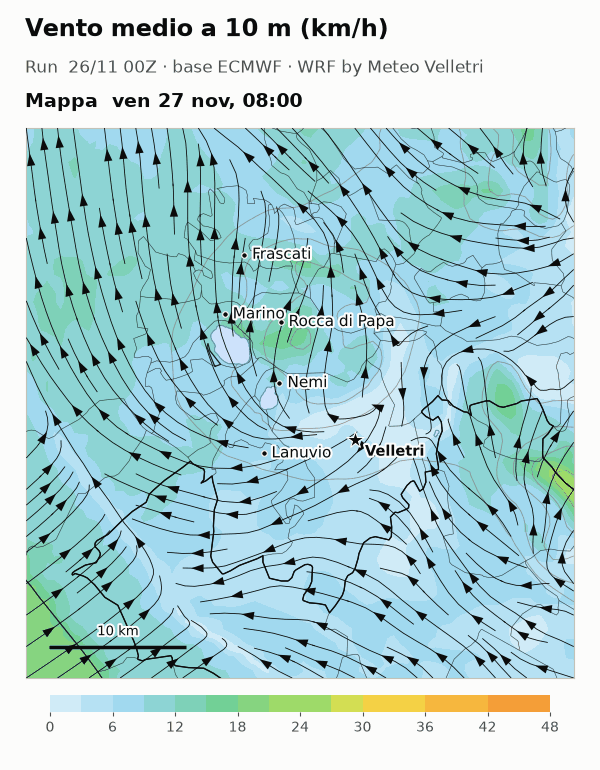 Vento medio a 10 m (km/h)
Run  26/11 00Z · base ECMWF · WRF by Meteo Velletri
Mappa  ven 27 nov, 08:00
Frascati
Marino
Rocca di Papa
Nemi
Velletri
Lanuvio
10 km
0 6 12 18 24 30 36 42 48